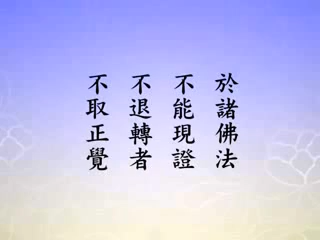 於諸佛法
不能現證
不退轉者
不取正覺